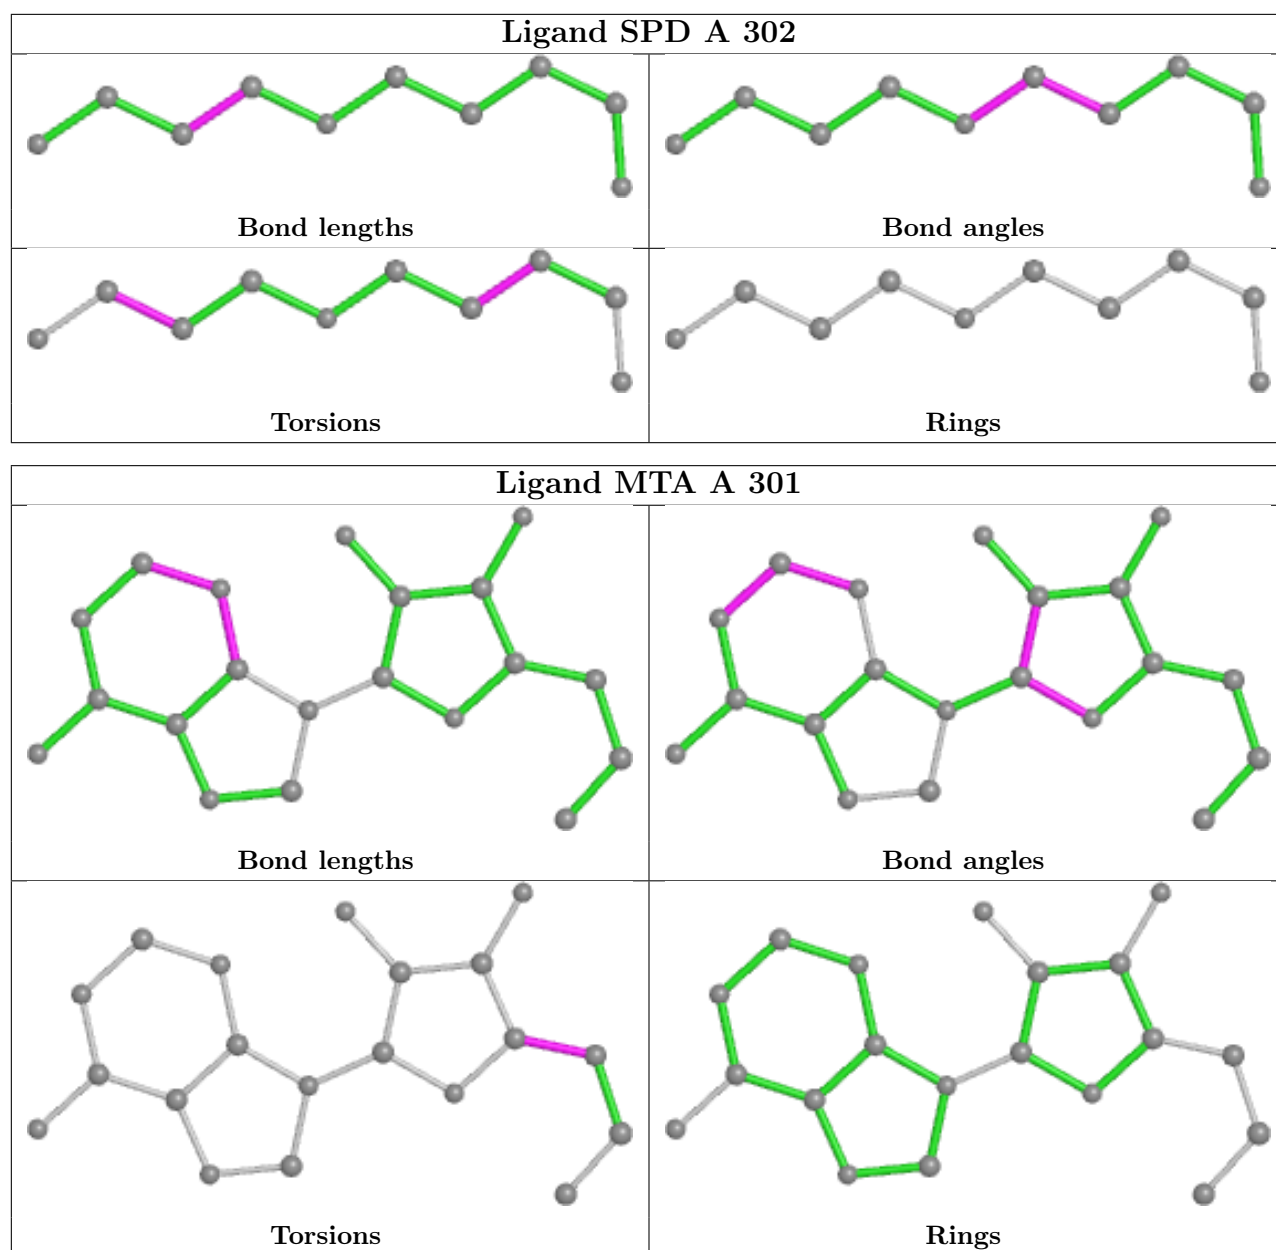 Ligand SPD A 302
Bond lengths
Bond angles
Torsions
Rings
Ligand MTA A 301
Bond lengths
Bond angles
Torsions
Rings